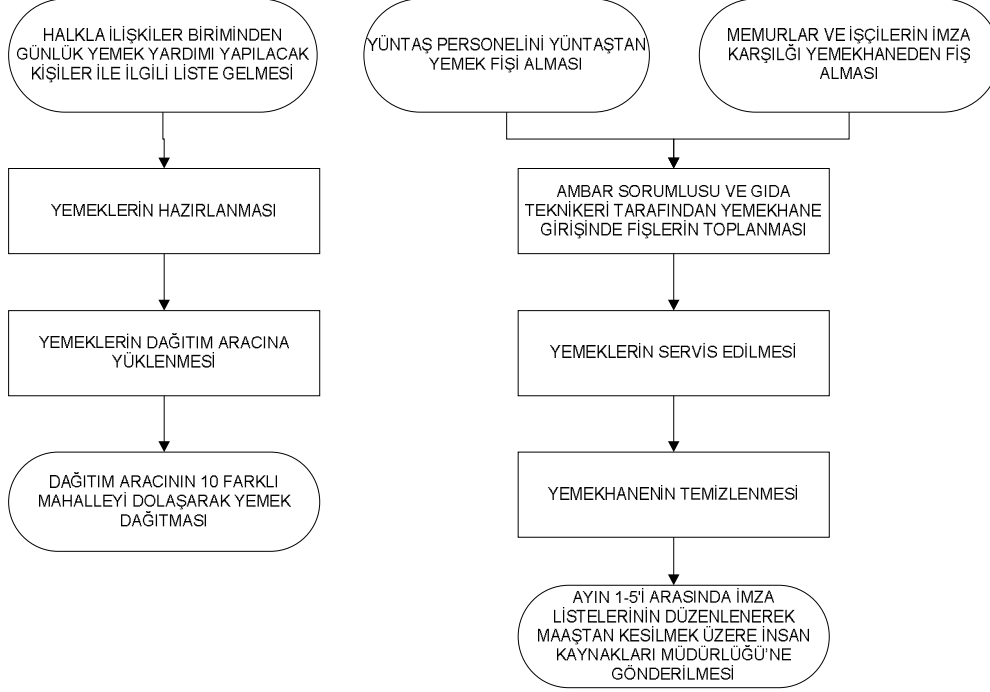 HALKLA İLİŞKİLER BİRİMİNDEN
GÜNLÜK YEMEK YARDIMI YAPILACAK
KİŞİLER İLE İLGİLİ LİSTE GELMESİ
YEMEKLERİN HAZIRLANMASI
YEMEKLERİN DAĞITIM ARACINA
YÜKLENMESİ
DAĞITIM ARACININ 10 FARKLI
MAHALLEYİ DOLAŞARAK YEMEK
DAĞITMASI
YÜNTAŞ PERSONELİNİ YÜNTAŞTAN
YEMEK FİŞİ ALMASI
MEMURLAR VE İŞÇİLERİN İMZA
KARŞILĞI YEMEKHANEDEN FİŞ
ALMASI
AMBAR SORUMLUSU VE GIDA
TEKNİKERİ TARAFINDAN YEMEKHANE
GİRİŞİNDE FİŞLERİN TOPLANMASI
YEMEKLERİN SERVİS EDİLMESİ
YEMEKHANENİN TEMİZLENMESİ
AYIN 1-5'İ ARASINDA İMZA
LİSTELERİNİN DÜZENLENEREK
MAAŞTAN KESİLMEK ÜZERE İNSAN
KAYNAKLARI MÜDÜRLÜĞÜ’NE
GÖNDERİLMESİ